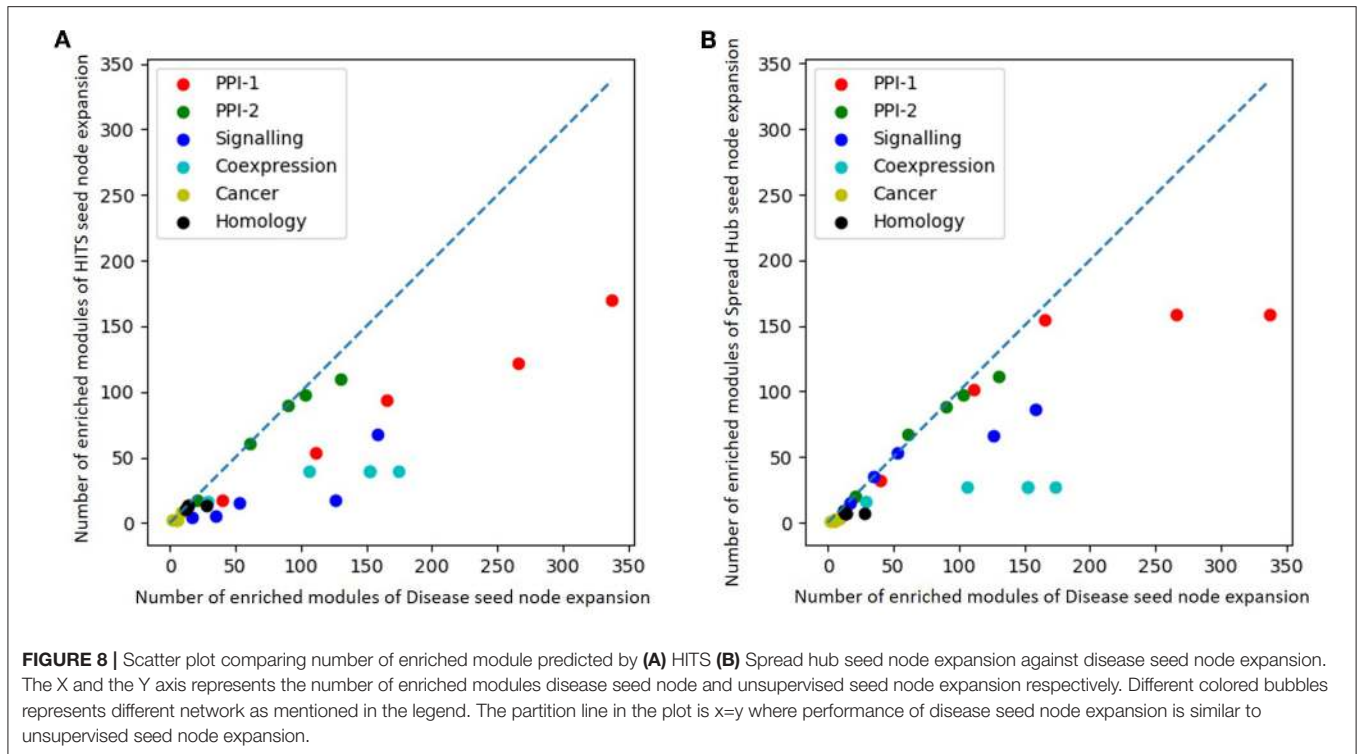 A
Number of enriched modules of HITS seed node expansion
350
300
250
200
150
100
50
0
PPI-1
PPI-2
Signalling
Coexpression
Cancer
Homology
0 50 100 150 200 250 300 350
Number of enriched modules of Disease seed node expansion
B
Number of enriched modules of Spread Hub seed node expansion
350
300
250
200
150
100
50
0
PPI-1
PPI-2
Signalling
Coexpression
Cancer
Homology
0 50 100 150 200 250 300 350
Number of enriched modules of Disease seed node expansion
FIGURE 8 | Scatter plot comparing number of enriched module predicted by (A) HITS (B) Spread hub seed node expansion against disease seed node expansion.
The X and the Y axis represents the number of enriched modules disease seed node and unsupervised seed node expansion respectively. Different colored bubbles
represents different network as mentioned in the legend. The partition line in the plot is x=y where performance of disease seed node expansion is similar to
unsupervised seed node expansion.